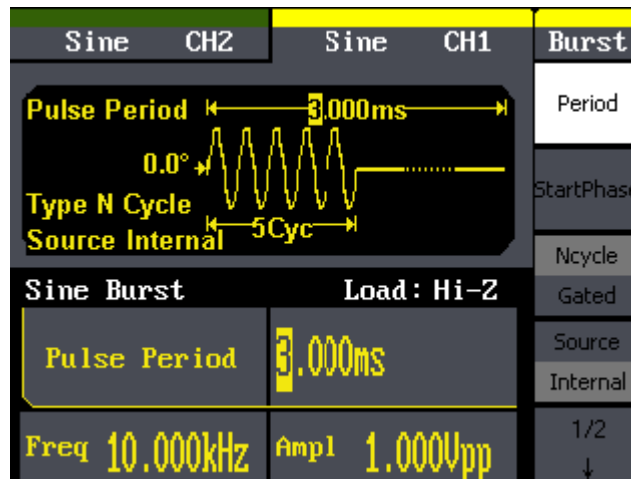 Sine CH2 Sine CH1 Burst
Pulse Period 3.000ms
0.0°
Type N Cycle
5Cyc
Source Internal
Period
StartPhase
Ncycle
Gated
Sine Burst Load: Hi-Z
Source
Internal
Pulse Period 3.000ms
Freq 10.000kHz Ampl 1.000Vpp
1/2
↓